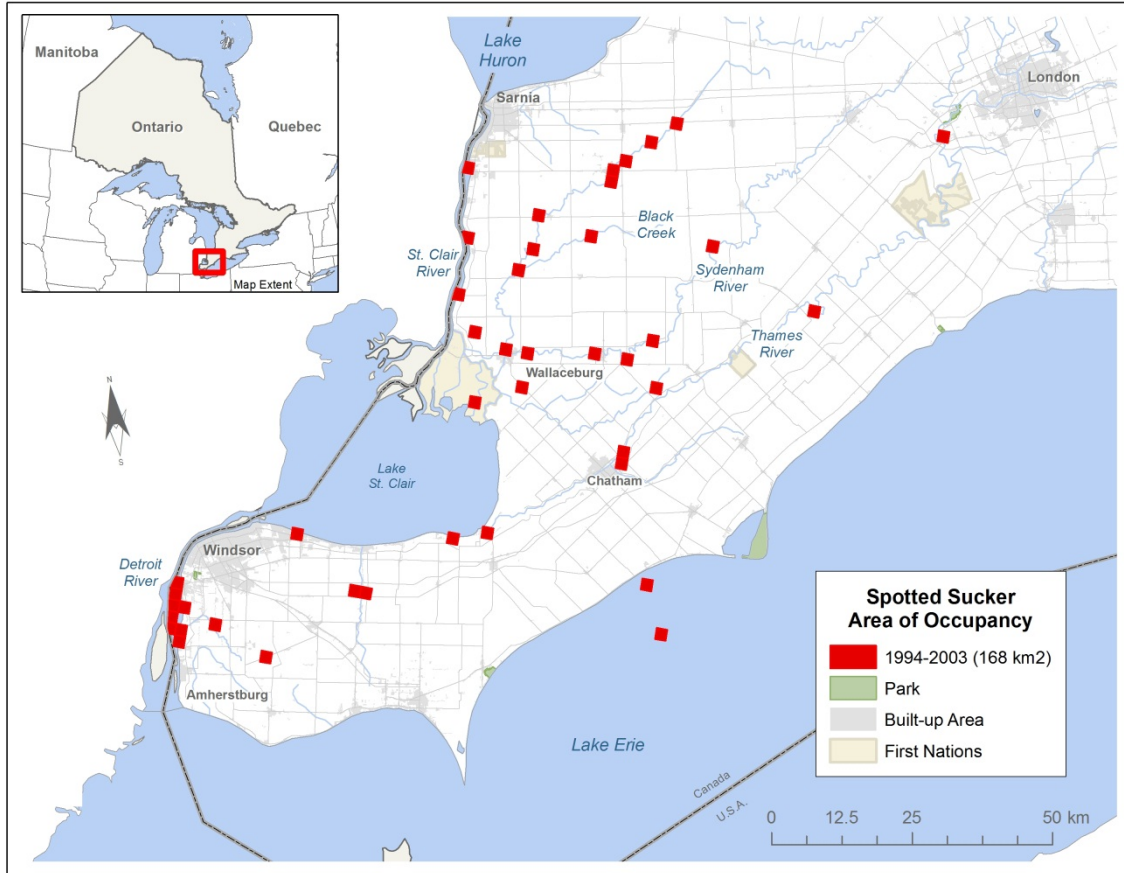 Manitoba
Ontario
Quebec
Map Extent
Lake
Huron
Sarnia
London
Black
Creek
St. Clair
River
Sydenham
River
Thames
River
Wallaceburg
N
S
Lake
St. Clair
Chatham
Windsor
Detroit
River
Amherstburg
Lake Erie
Canada
U.S.A.
Spotted Sucker
Area of Occupancy
1994-2003 (168 km2)
Park
Built-up Area
First Nations
0 12.5 25 50 km